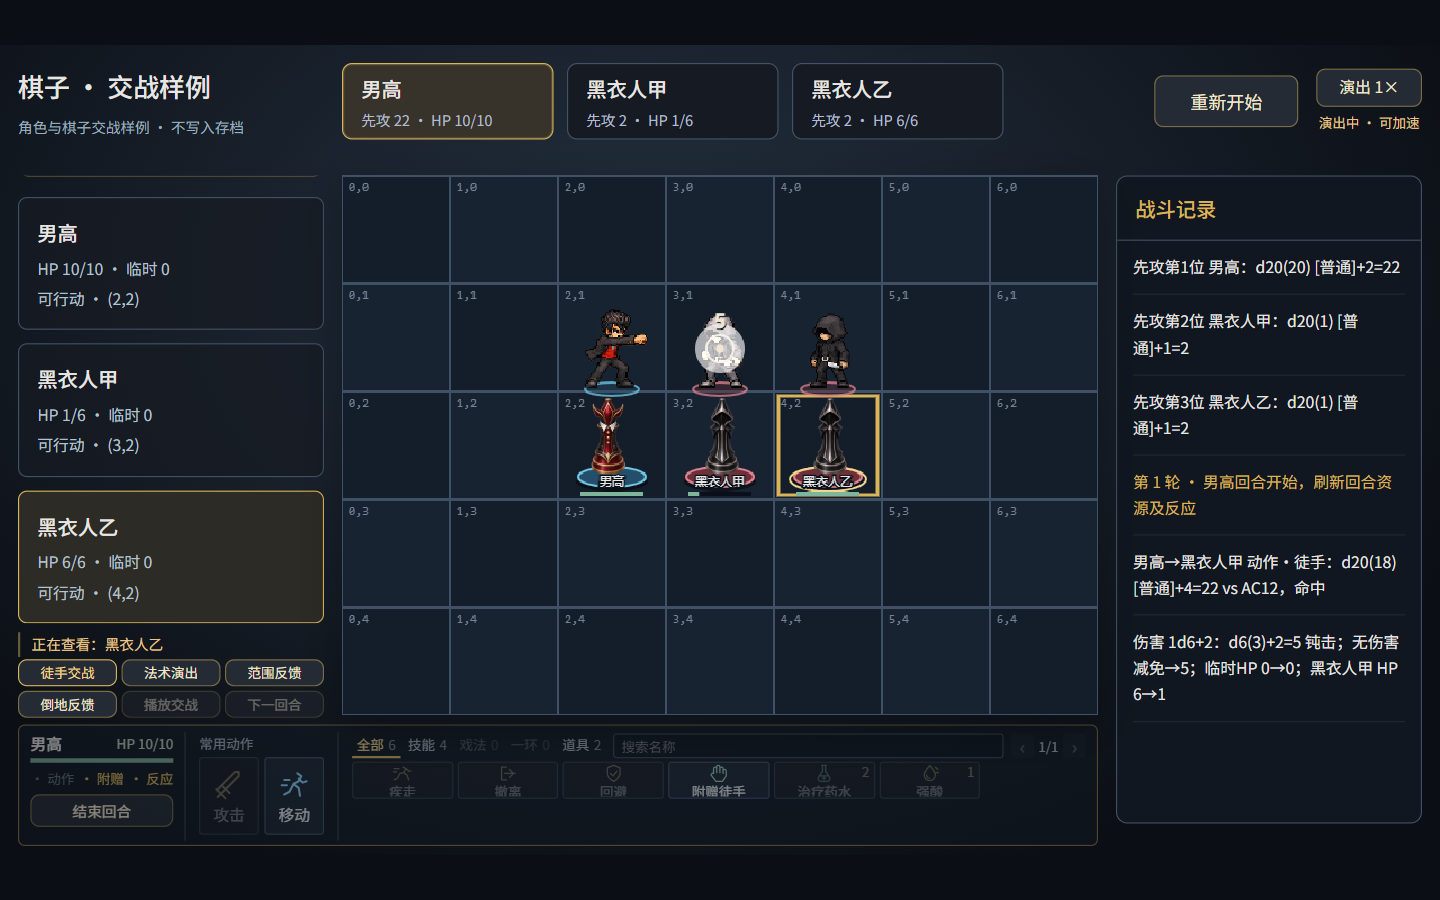 棋子 · 交战样例
角色与棋子交战样例 · 不写入存档
男高
先攻 22 · HP 10/10
黑衣人甲
先攻 2 · HP 1/6
黑衣人乙
先攻 2 · HP 6/6
重新开始
演出 1×
演出中 · 可加速
男高
HP 10/10 · 临时 0
可行动 · (2,2)
黑衣人甲
HP 1/6 · 临时 0
可行动 · (3,2)
黑衣人乙
HP 6/6 · 临时 0
可行动 · (4,2)
正在查看：黑衣人乙
徒手交战 法术演出 范围反馈
倒地反馈 播放交战 下一回合
0,0 1,0 2,0 3,0 4,0 5,0 6,0
0,1 1,1 2,1 3,1 4,1 5,1 6,1
5
0,2 1,2 2,2 3,2 4,2 5,2 6,2
男高 黑衣人甲 黑衣人乙
0,3 1,3 2,3 3,3 4,3 5,3 6,3
0,4 1,4 2,4 3,4 4,4 5,4 6,4
战斗记录
先攻第1位 男高：d20(20) [普通]+2=22
先攻第2位 黑衣人甲：d20(1) [普
通]+1=2
先攻第3位 黑衣人乙：d20(1) [普
通]+1=2
第 1 轮 · 男高回合开始，刷新回合资
源及反应
男高→黑衣人甲 动作·徒手：d20(18)
[普通]+4=22 vs AC12，命中
伤害 1d6+2：d6(3)+2=5 钝击；无伤害
减免→5；临时HP 0→0；黑衣人甲 HP
6→1
男高 HP 10/10
· 动作 · 附赠 · 反应
结束回合
常用动作
攻击 移动
全部 6 技能 4 戏法 0 一环 0 道具 2 搜索名称 ‹ 1/1 ›
疾走 撤离 回避 附赠徒手 治疗药水 2 强酸 1